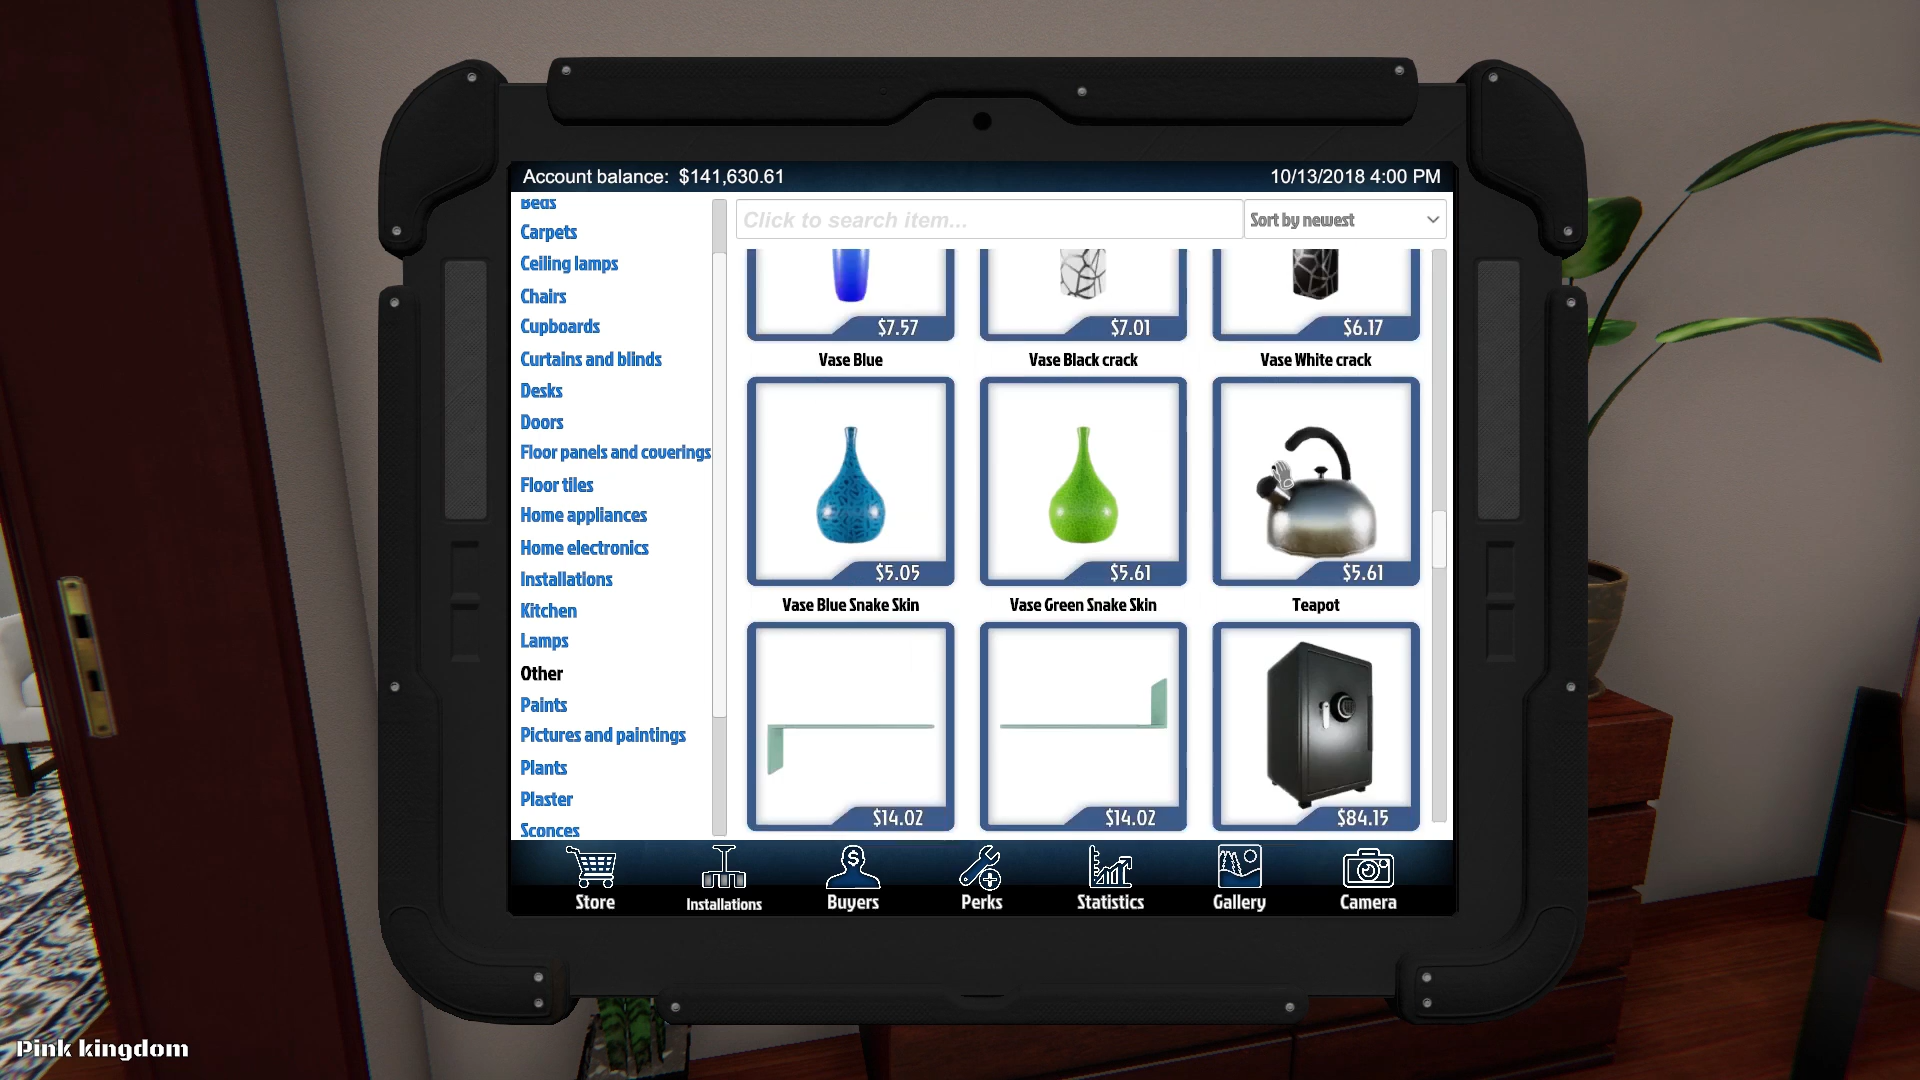 Account balance: $141,630.61
10/13/2018 4:00 PM
Beds
Carpets
Ceiling lamps
Chairs
Cupboards
Curtains and blinds
Desks
Doors
Floor panels and coverings
Floor tiles
Home appliances
Home electronics
Installations
Kitchen
Lamps
Other
Paints
Pictures and paintings
Plants
Plaster
Sconces
Click to search item...
Sort by newest
$7.57
$7.01
$6.17
Vase Blue
Vase Black crack
Vase White crack
$5.05
$5.61
$5.61
Vase Blue Snake Skin
Vase Green Snake Skin
Teapot
$14.02
$14.02
$84.15
Store
Installations
Buyers
Perks
Statistics
Gallery
Camera
Pink kingdom